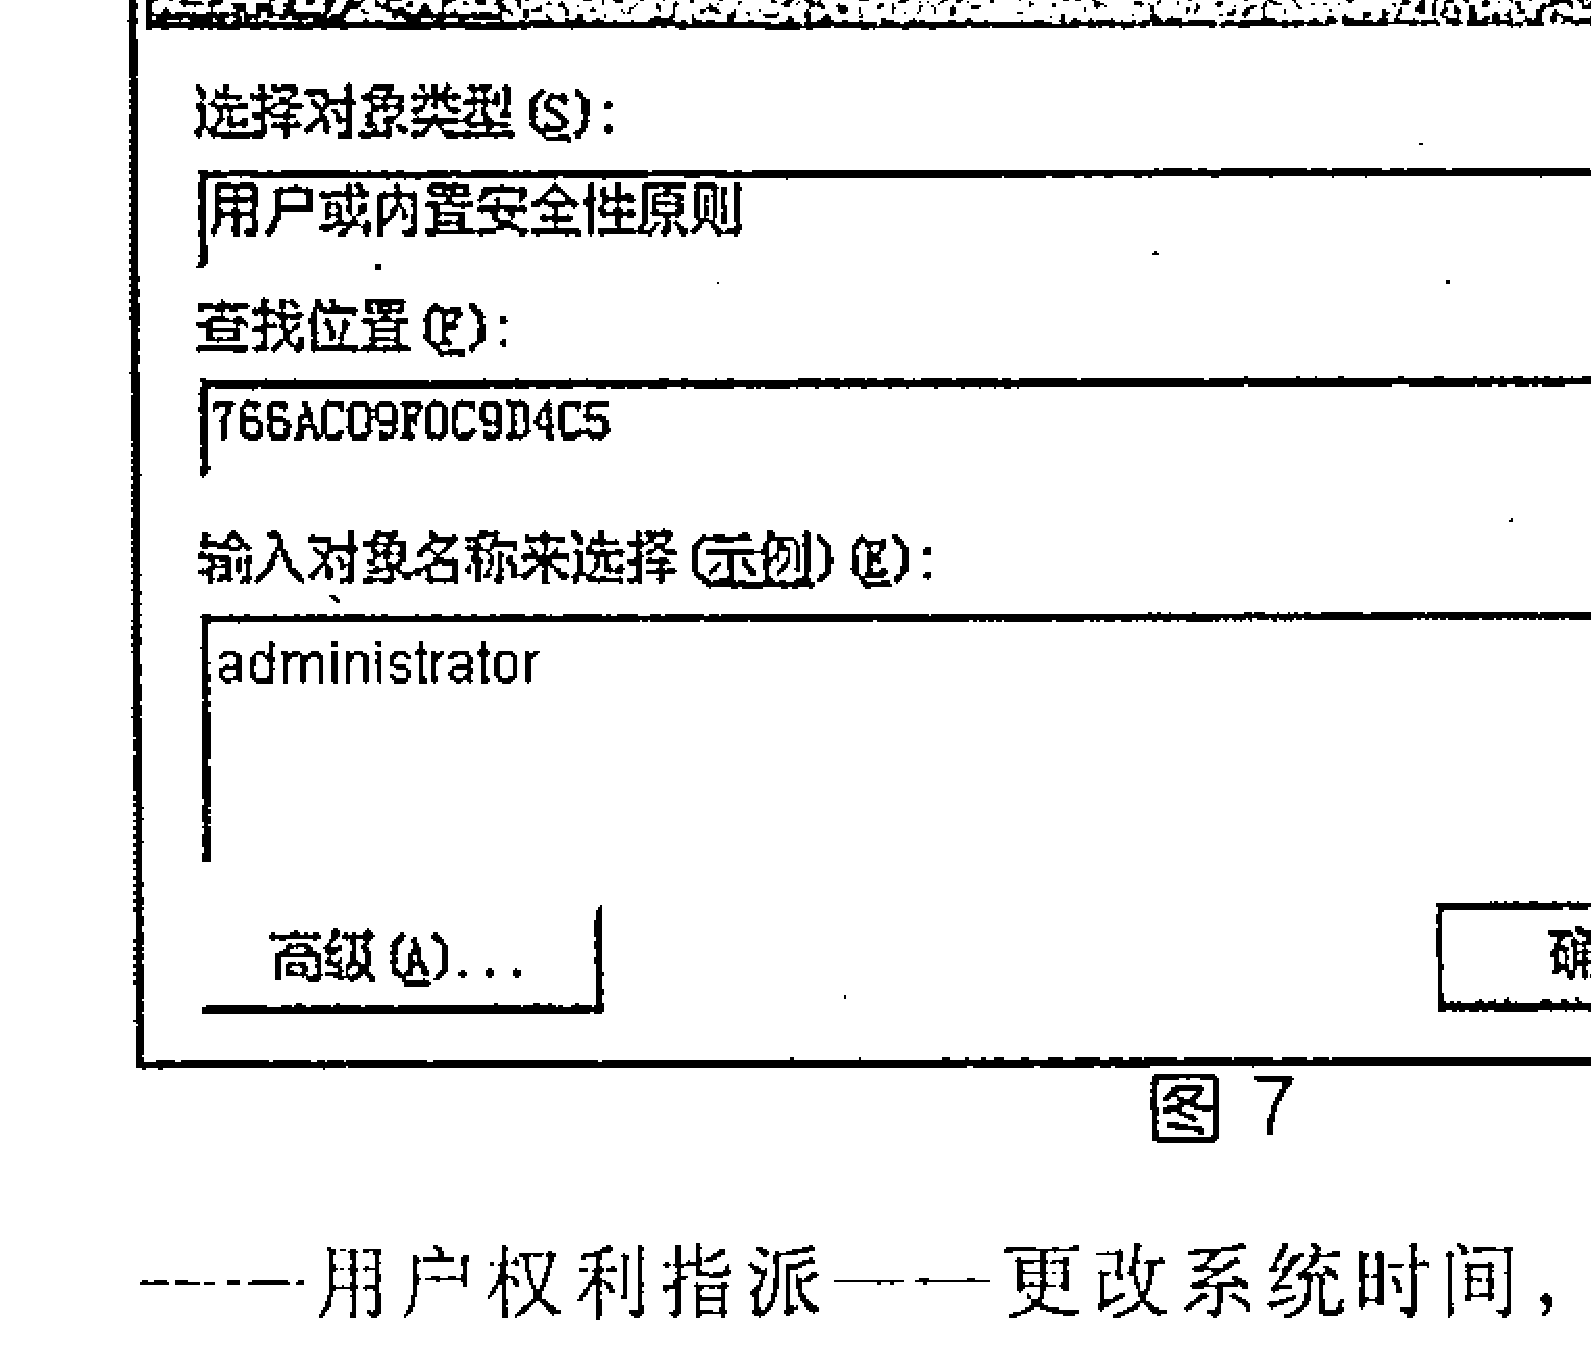 选择对象类型(S):
用户或内置安全性原则
查找位置(F):
766AC09F0C9D4C5
输入对象名称来选择(示例)(E):
administrator
高级(A)...
确
图 7
——用户权利指派——更改系统时间，